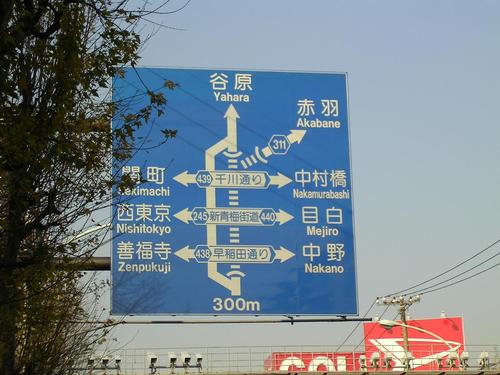 谷原
Yahara
赤羽
Akabane
311
関町
Sekimachi
439 千川通り
中村橋
Nakamurabashi
西東京
Nishitokyo
245 新青梅街道 440
目白
Mejiro
善福寺
Zenpukuji
438 早稲田通り
中野
Nakano
300m